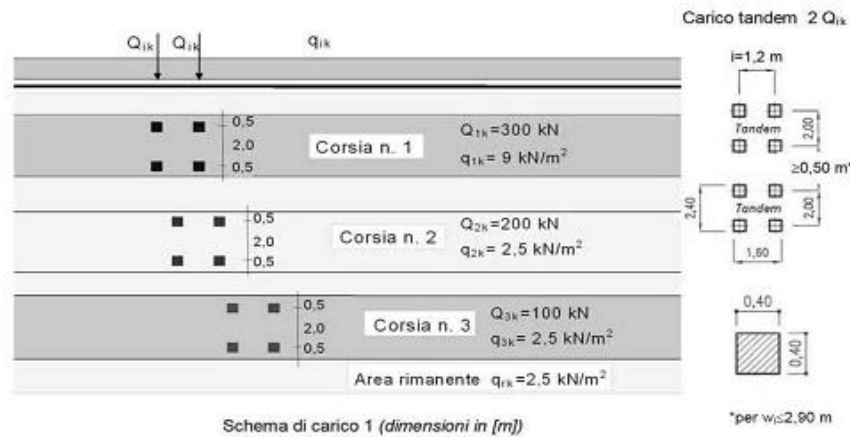 Carico tandem 2 Qik
Qik Qik qik
i=1,2 m
0,5
2,0
0,5
Corsia n. 1
Q1k=300 kN
q1k= 9 kN/m²
Tandem
2,00
≥0,50 m*
0,5
2,0
0,5
Corsia n. 2
Q2k=200 kN
q2k= 2,5 kN/m²
2,40
Tandem
2,00
1,60
0,5
2,0
0,5
Corsia n. 3
Q3k=100 kN
q3k= 2,5 kN/m²
0,40
0,40
Area rimanente qrk=2,5 kN/m²
*per wl≤2,90 m
Schema di carico 1 (dimensioni in [m])